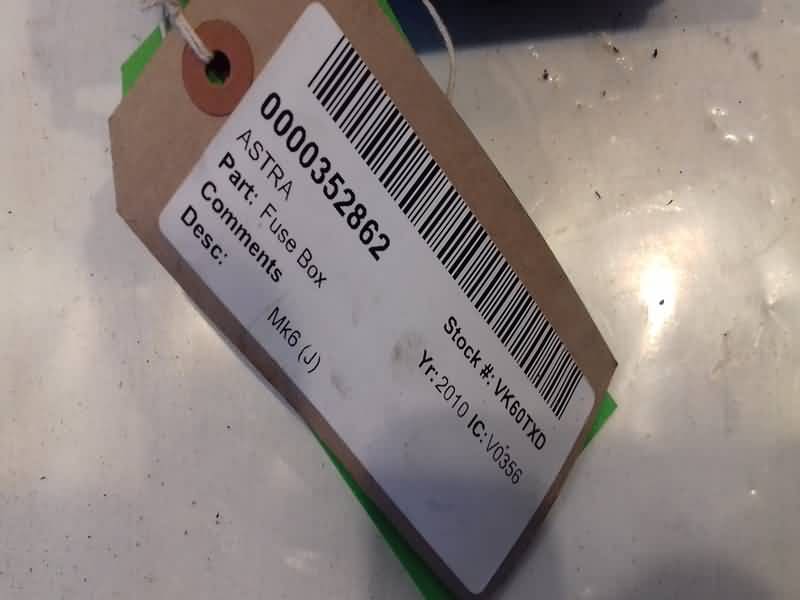 0000352862
ASTRA
Part: Fuse Box
Comments
Desc:
Mk6 (J)
Stock #: VK60TXD
Yr: 2010 IC: V0356